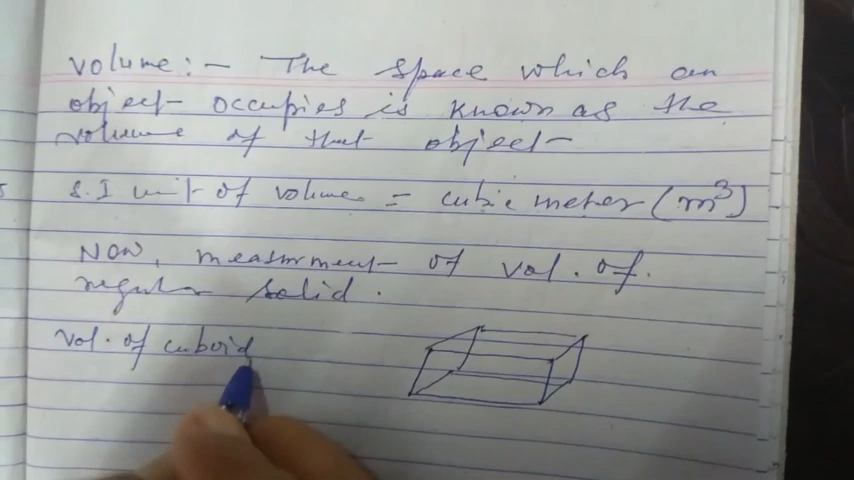 Volume :- The space which an
object occupies is known as the
volume of that object-
S.I unit of volume = cubic meter (m³)
Now, measurment of vol. of.
regular solid.
Vol. of cuboid